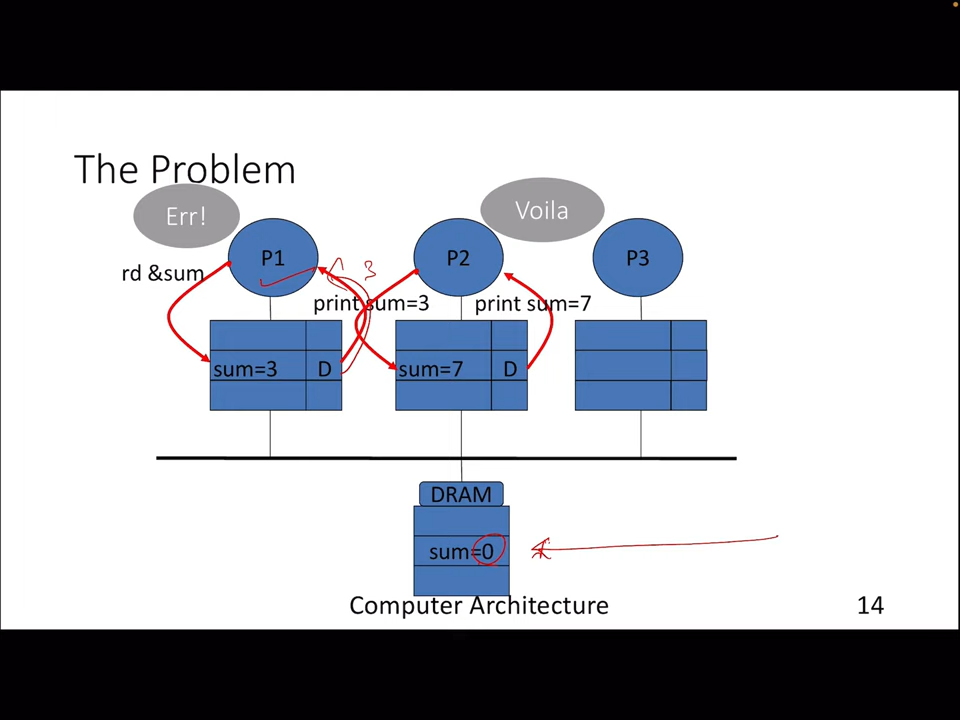 The Problem
Err!
Voila
P1
P2
P3
rd &sum
3
print sum=3
print sum=7
sum=3
D
sum=7
D
DRAM
sum=0
Computer Architecture
14